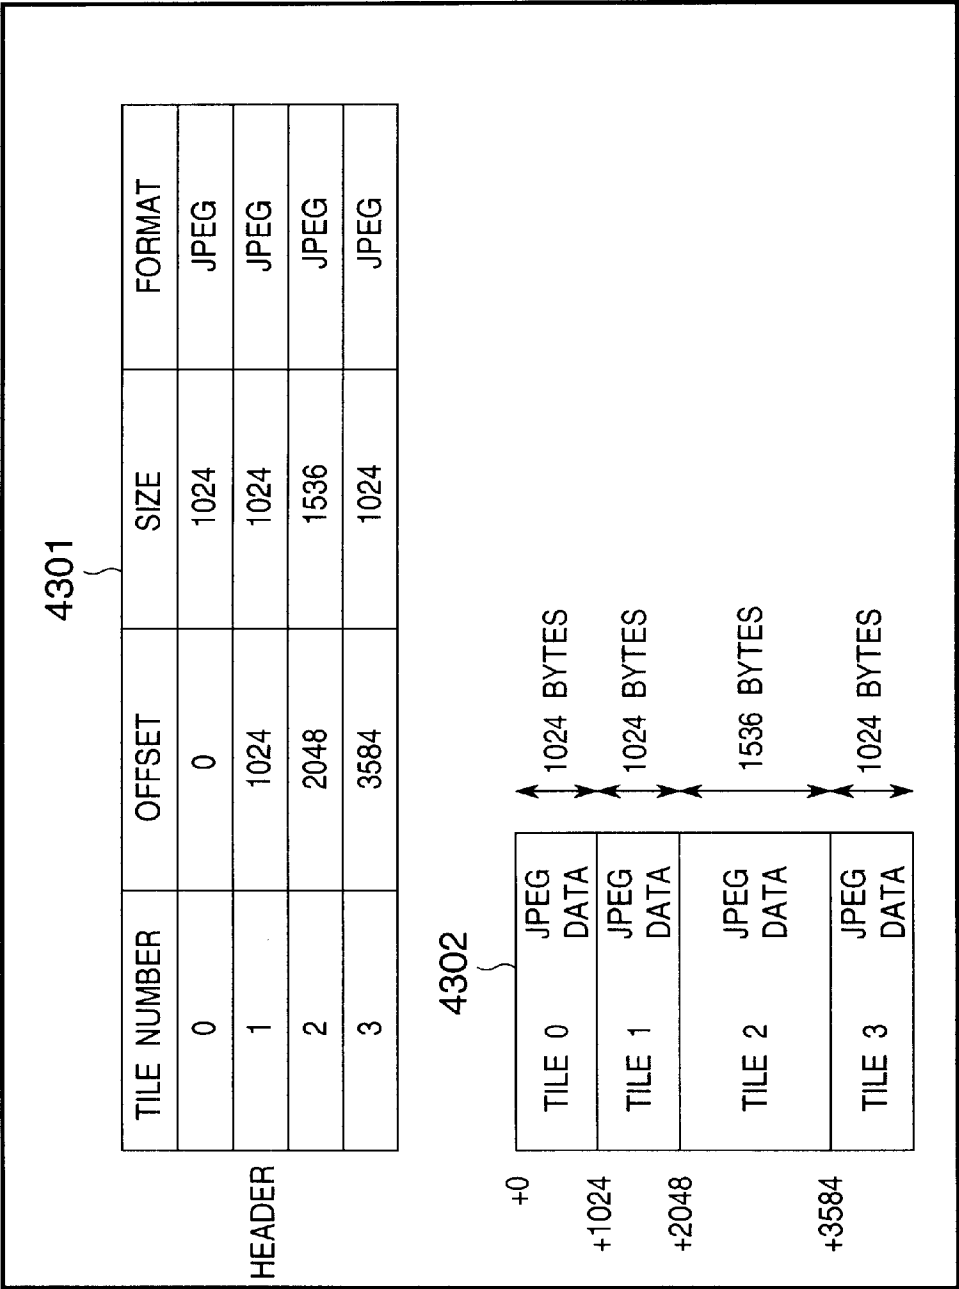 4301
TILE NUMBER OFFSET SIZE FORMAT
0 0 1024 JPEG
HEADER 1 1024 1024 JPEG
2 2048 1536 JPEG
3 3584 1024 JPEG
4302
+0
TILE 0 JPEG DATA 1024 BYTES
+1024
TILE 1 JPEG DATA 1024 BYTES
+2048
TILE 2 JPEG DATA 1536 BYTES
+3584
TILE 3 JPEG DATA 1024 BYTES